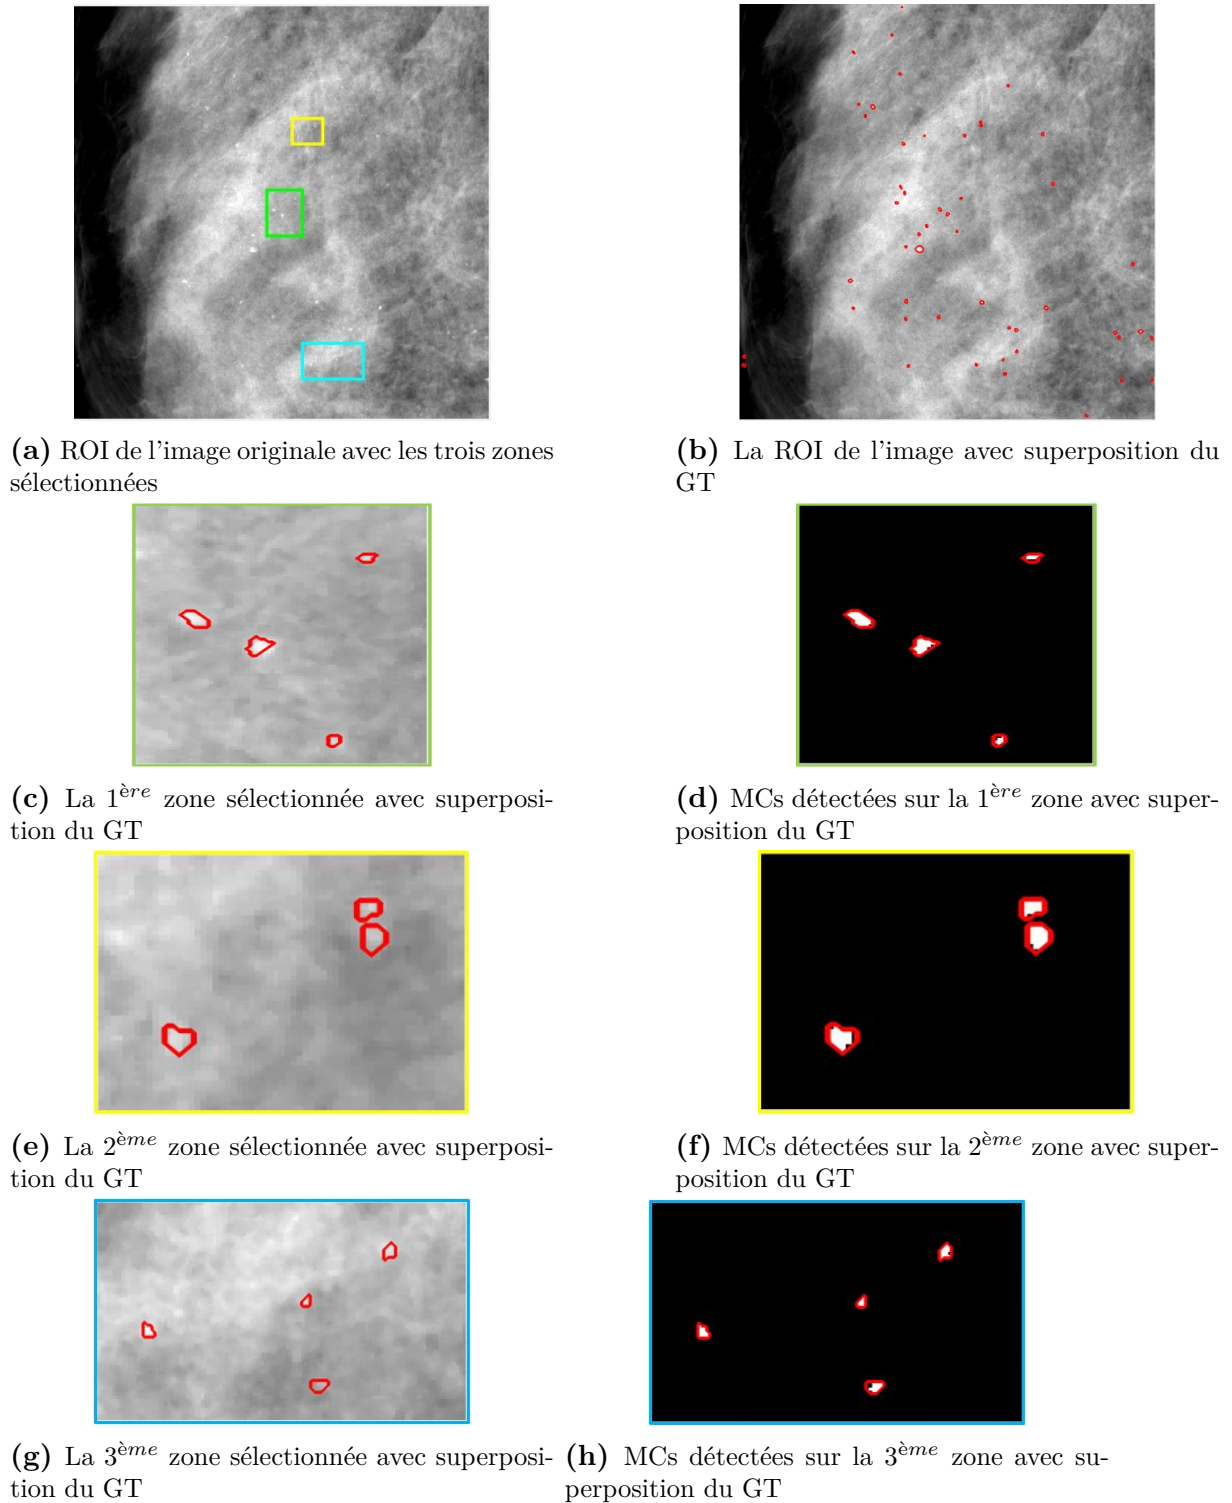 (a) ROI de l'image originale avec les trois zones
sélectionnées
(b) La ROI de l'image avec superposition du
GT
(c) La 1ère zone sélectionnée avec superposi-
tion du GT
(d) MCs détectées sur la 1ère zone avec super-
position du GT
(e) La 2ème zone sélectionnée avec superposi-
tion du GT
(f) MCs détectées sur la 2ème zone avec super-
position du GT
(g) La 3ème zone sélectionnée avec superposi-
tion du GT
(h) MCs détectées sur la 3ème zone avec su-
perposition du GT